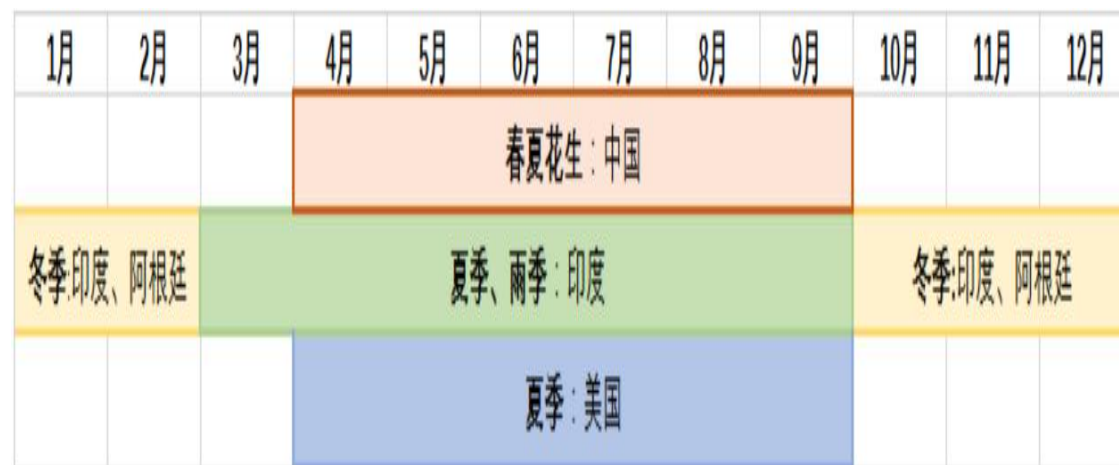 1月 2月 3月 4月 5月 6月 7月 8月 9月 10月 11月 12月
春夏花生：中国
冬季:印度、阿根廷 夏季、雨季：印度 冬季:印度、阿根廷
夏季：美国